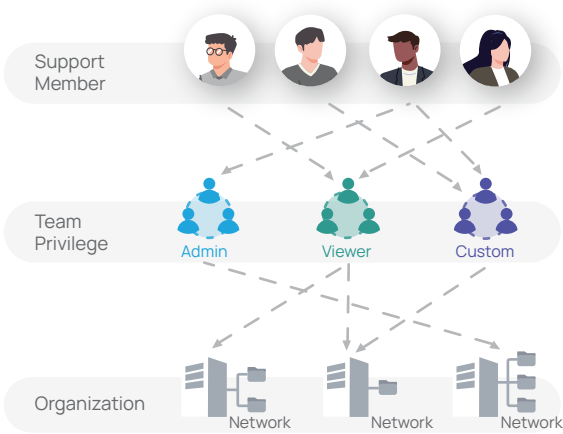 Support
Member
Team
Privilege
Admin
Viewer
Custom
Organization
Network
Network
Network